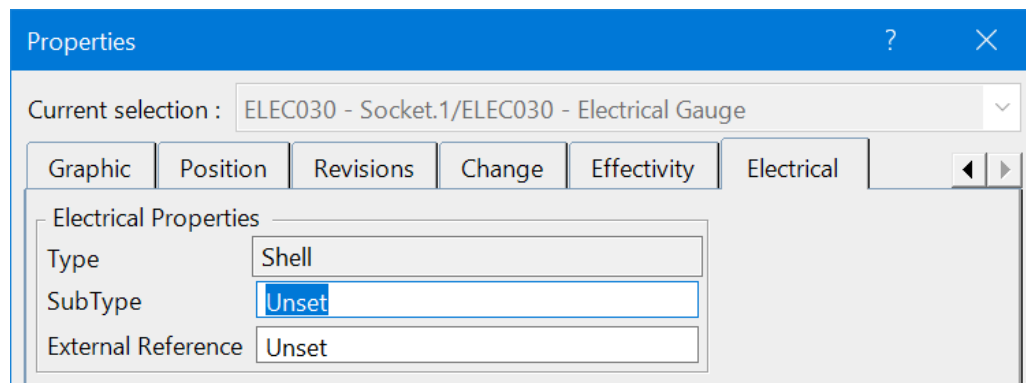 Properties
Current selection : ELEC030 - Socket.1/ELEC030 - Electrical Gauge
Graphic Position Revisions Change Effectivity Electrical
Electrical Properties
Type Shell
SubType Unset
External Reference Unset